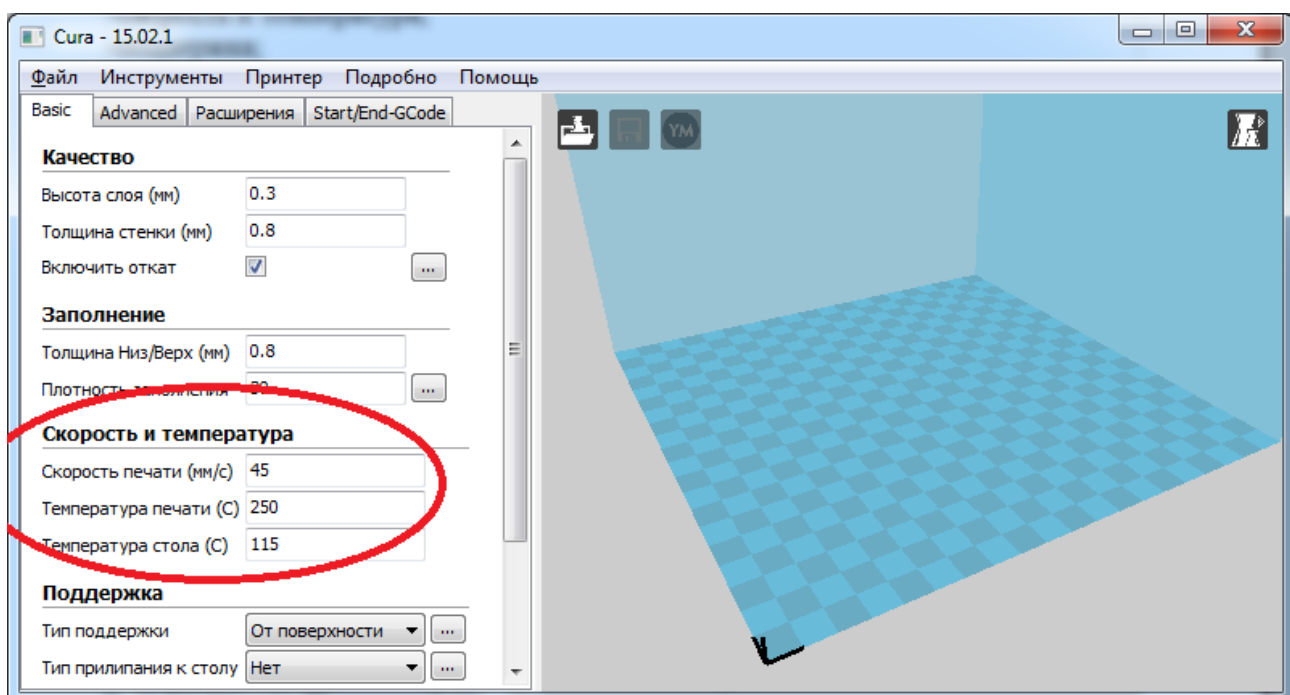 Cura - 15.02.1
Файл Инструменты Принтер Подробно Помощь
Basic Advanced Расширения Start/End-GCode
YM
Качество
Высота слоя (мм) 0.3
Толщина стенки (мм) 0.8
Включить откат ...
Заполнение
Толщина Низ/Верх (мм) 0.8
Плотность заполнения ...
Скорость и температура
Скорость печати (мм/с) 45
Температура печати (C) 250
Температура стола (C) 115
Поддержка
Тип поддержки От поверхности ...
Тип прилипания к столу Нет ...